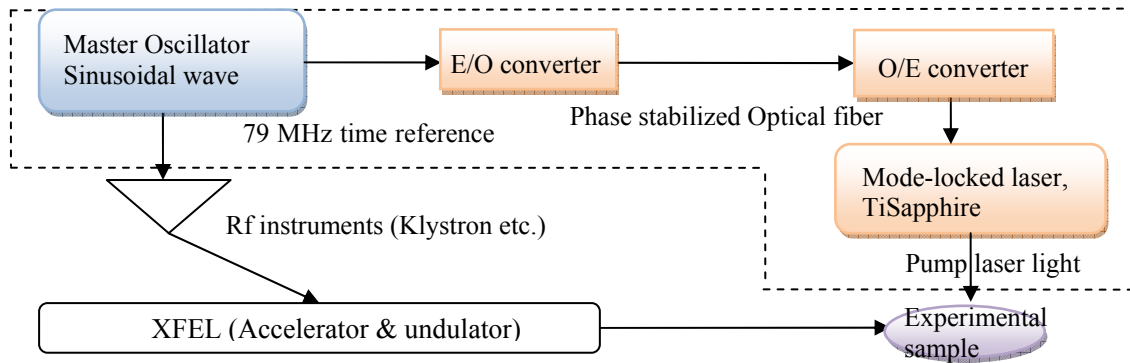 Master Oscillator
Sinusoidal wave
E/O converter
O/E converter
79 MHz time reference
Phase stabilized Optical fiber
Mode-locked laser,
TiSapphire
Rf instruments (Klystron etc.)
Pump laser light
XFEL (Accelerator & undulator)
Experimental
sample